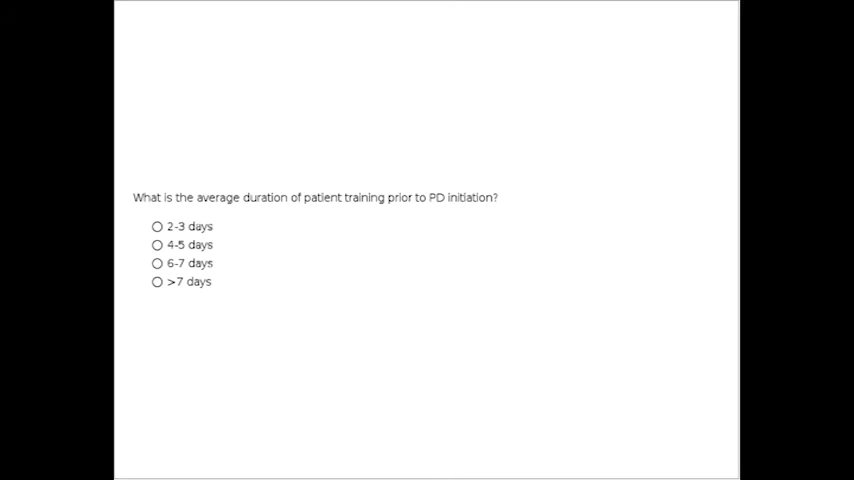 What is the average duration of patient training prior to PD initiation?
2-3 days
4-5 days
6-7 days
>7 days